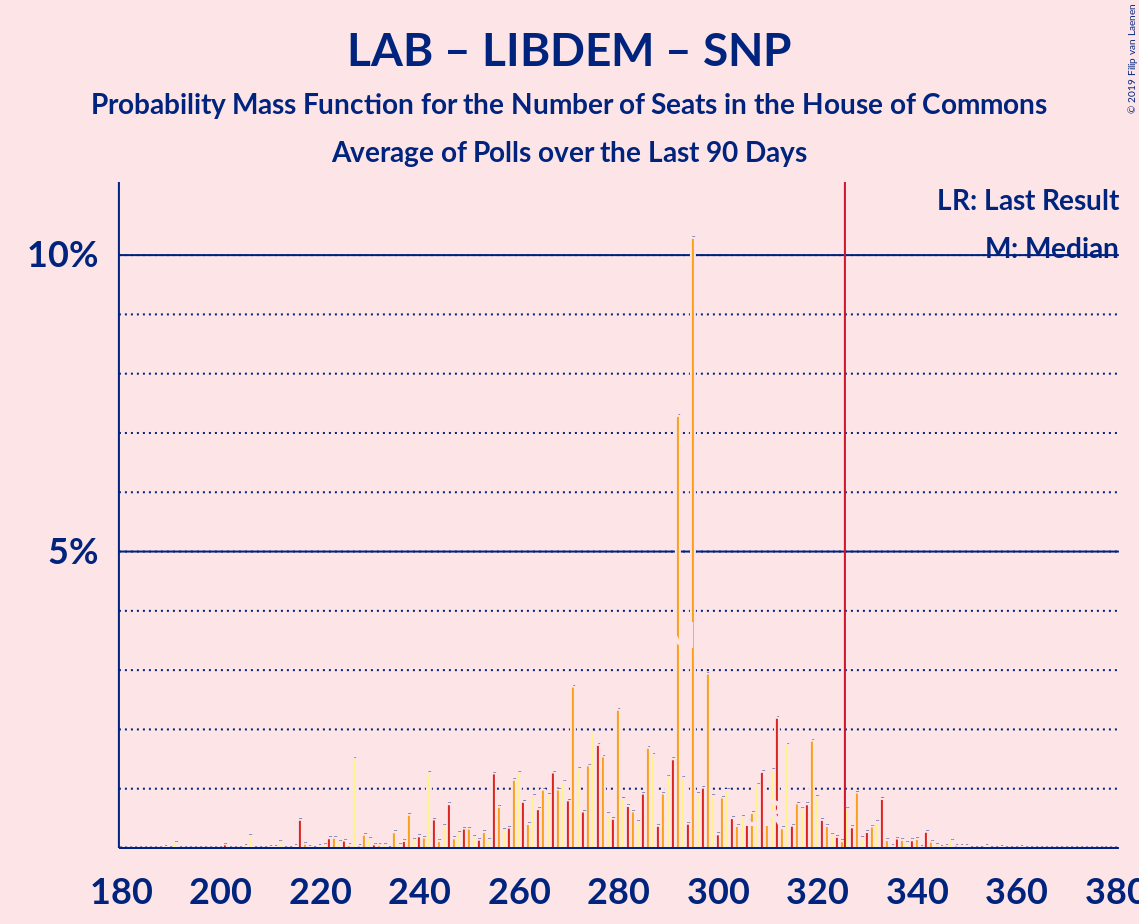 LAB – LIBDEM – SNP
Probability Mass Function for the Number of Seats in the House of Commons
Average of Polls over the Last 90 Days
© 2019 Filip van Laenen
LR: Last Result
M: Median
10%
5%
180 200 220 240 260 280 300 320 340 360 380